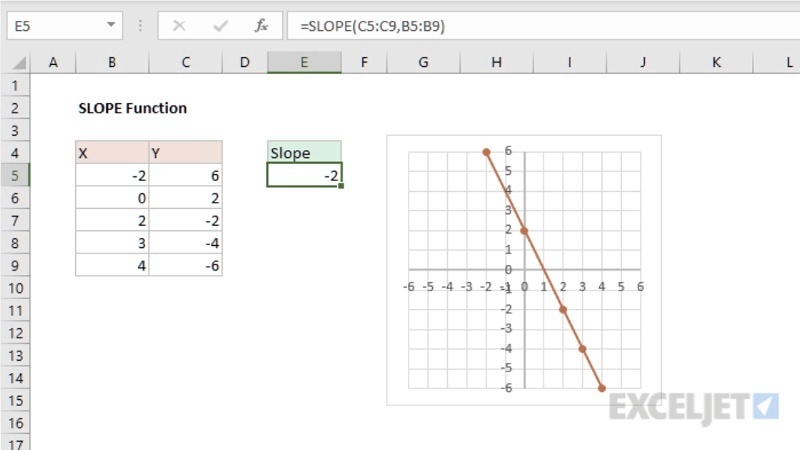 E5 fx =SLOPE(C5:C9,B5:B9)
A B C D E F G H I J K L
1
2 SLOPE Function
3
4 X Y Slope
5 -2 6 -2
6 0 2
7 2 -2
8 3 -4
9 4 -6
10
11
12
13
14
15
16
17
6
5
4
3
2
1
0
-6 -5 -4 -3 -2 -1 0 1 2 3 4 5 6
-1
-2
-3
-4
-5
-6
EXCELJET